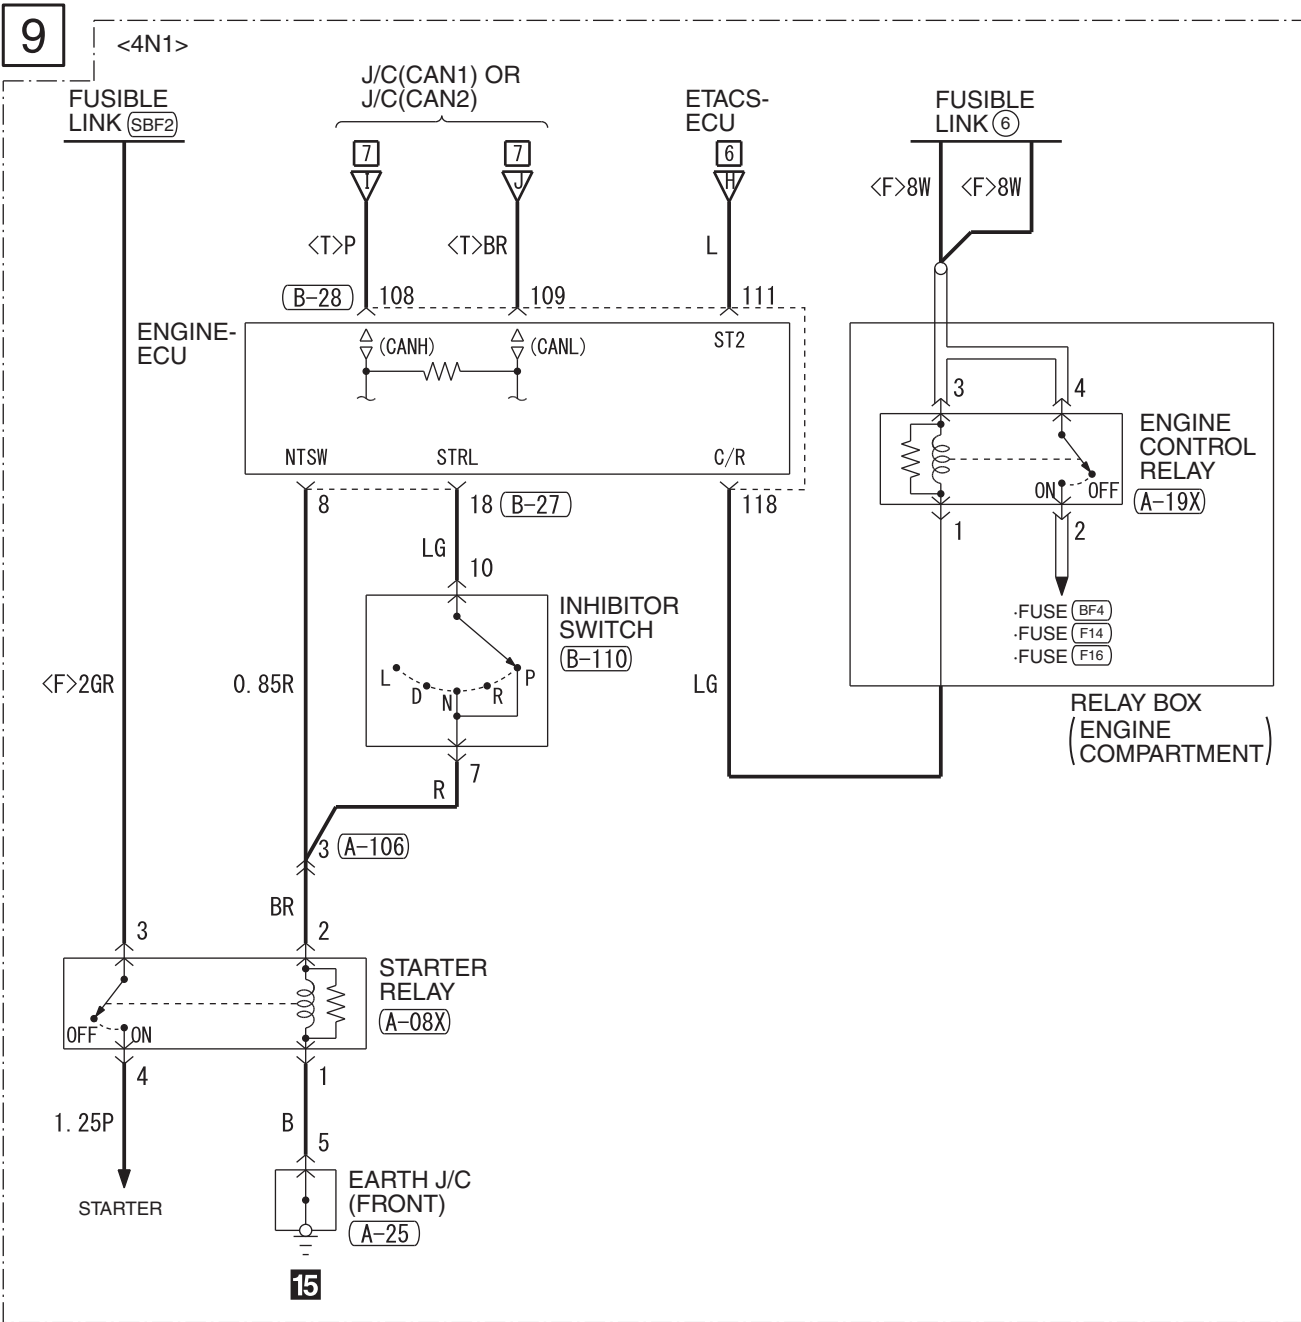 9
<4N1>
FUSIBLE
LINK SBF2
J/C(CAN1) OR
J/C(CAN2)
ETACS-
ECU
FUSIBLE
LINK 6
7
I
7
J
6
H
<F>8W
<F>8W
<T>P
<T>BR
L
B-28
108
109
111
ENGINE-
ECU
(CANH)
(CANL)
ST2
3
4
ENGINE
CONTROL
RELAY
A-19X
ON
OFF
NTSW
STRL
C/R
8
18
B-27
118
1
2
LG
10
INHIBITOR
SWITCH
B-110
·FUSE BF4
·FUSE F14
·FUSE F16
L
D
N
R
P
<F>2GR
0.85R
LG
RELAY BOX
(ENGINE
COMPARTMENT)
7
R
3
A-106
BR
3
2
STARTER
RELAY
A-08X
OFF
ON
4
1
1.25P
B
5
STARTER
EARTH J/C
(FRONT)
A-25
15